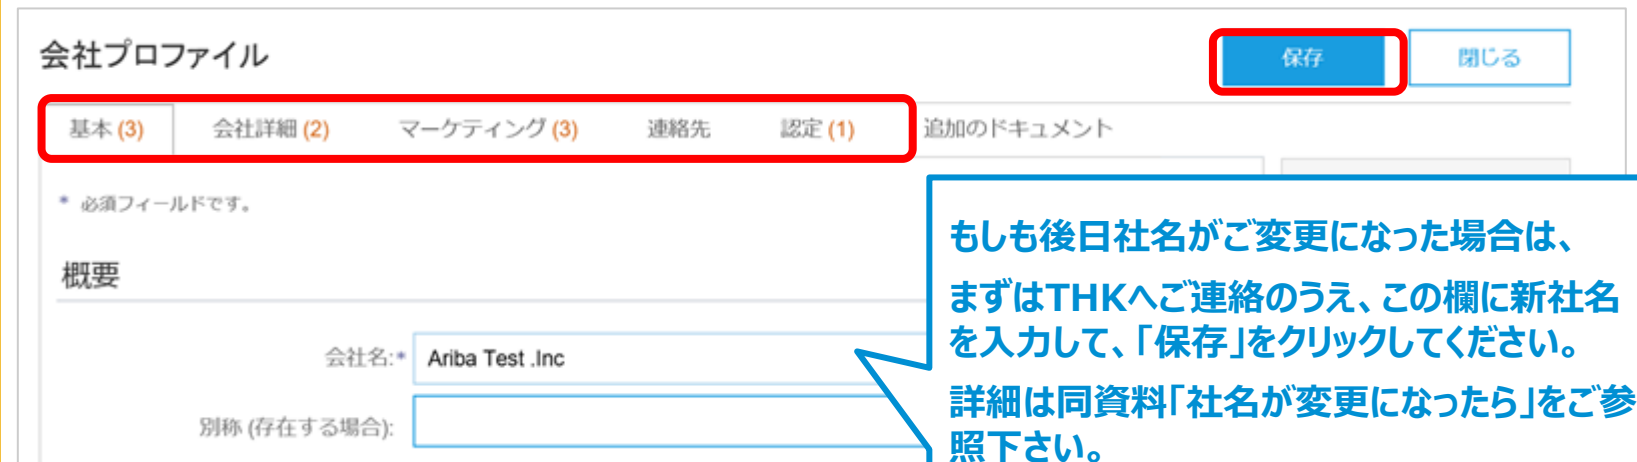 会社プロファイル
保存
閉じる
基本 (3)
会社詳細 (2)
マーケティング (3)
連絡先
認定 (1)
追加のドキュメント
* 必須フィールドです。
概要
会社名:*
Ariba Test .Inc
別称 (存在する場合):
もしも後日社名がご変更になった場合は、
まずはTHKへご連絡のうえ、この欄に新社名
を入力して、「保存」をクリックしてください。
詳細は同資料「社名が変更になったら」をご参
照下さい。